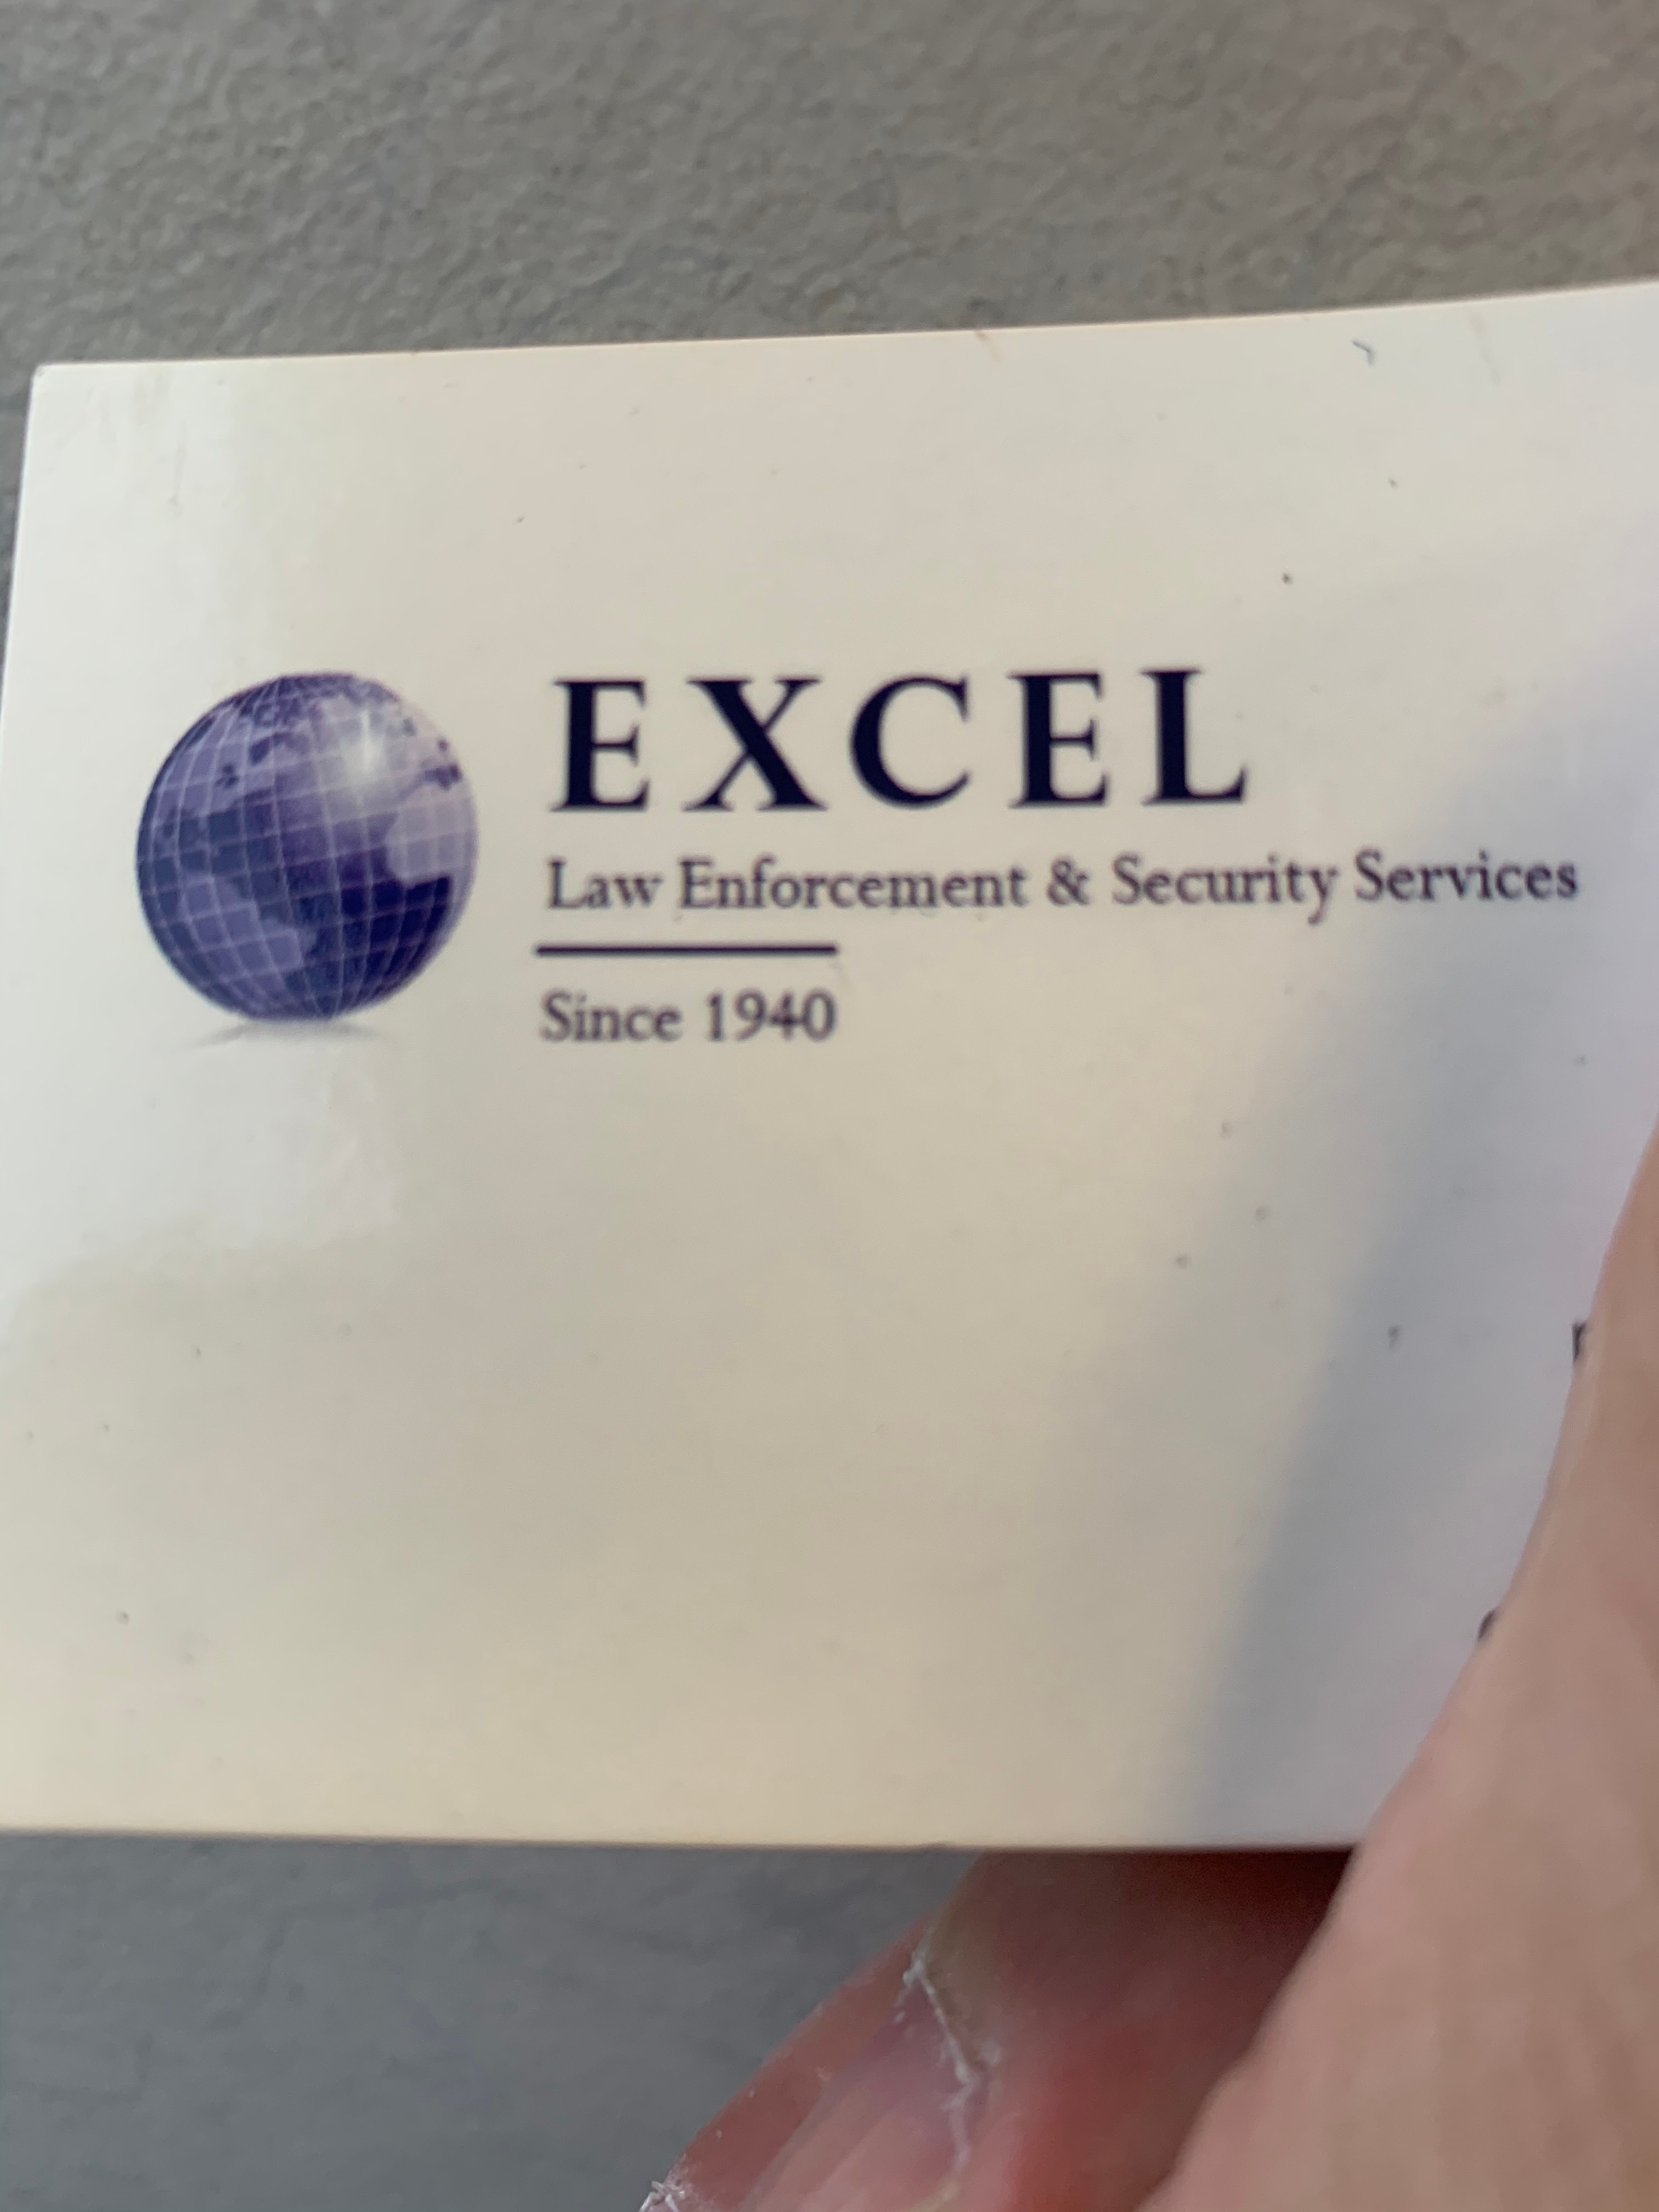 EXCEL
Law Enforcement & Security Services
Since 1940